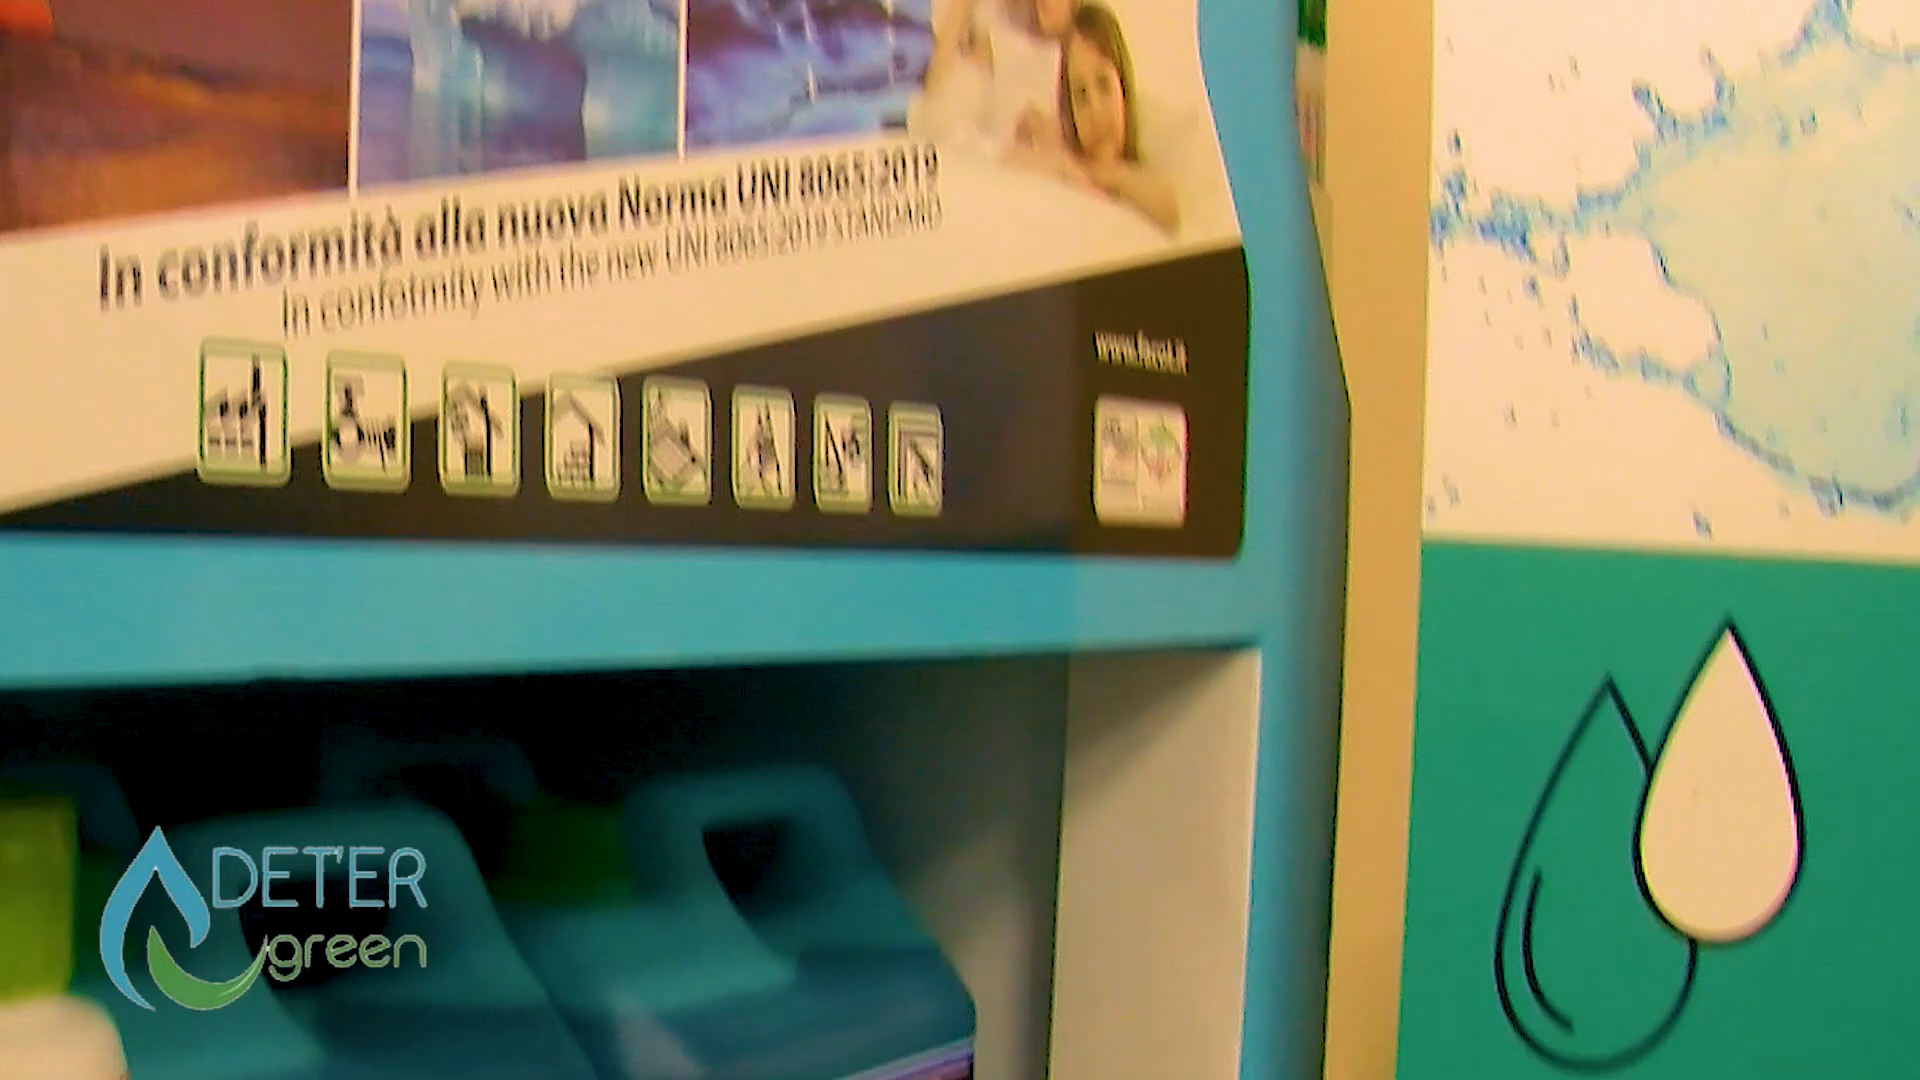 In conformità alla nuova Norma UNI 8065:2019
In conformity with the new UNI 8065:2019 STANDARD
DET'ER
green